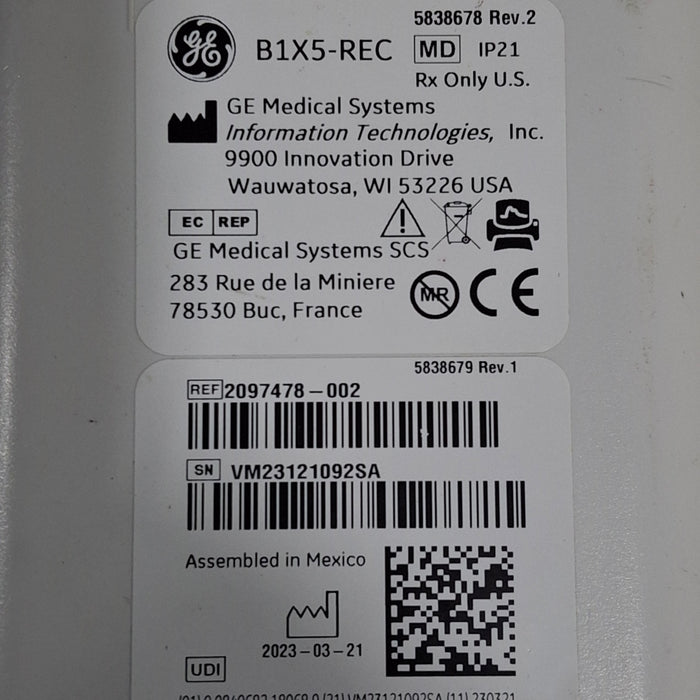 5838678 Rev.2
GE B1X5-REC MD IP21
Rx Only U.S.
GE Medical Systems
Information Technologies, Inc.
9900 Innovation Drive
Wauwatosa, WI 53226 USA
EC REP
GE Medical Systems SCS
283 Rue de la Miniere
78530 Buc, France
MR CE
5838679 Rev.1
REF 2097478-002
SN VM23121092SA
Assembled in Mexico
2023-03-21
UDI